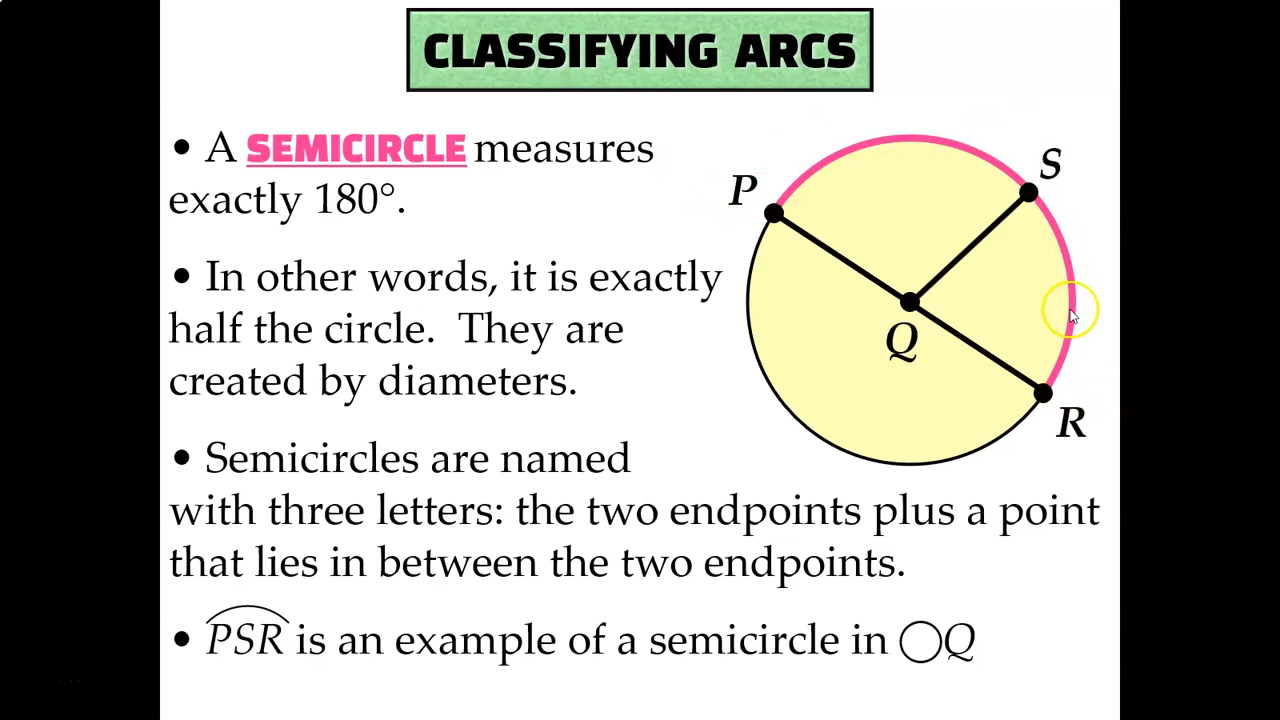 CLASSIFYING ARCS
• A SEMICIRCLE measures
exactly 180°.
• In other words, it is exactly
half the circle. They are
created by diameters.
• Semicircles are named
with three letters: the two endpoints plus a point
that lies in between the two endpoints.
• PSR is an example of a semicircle in ◯Q
P
S
Q
R